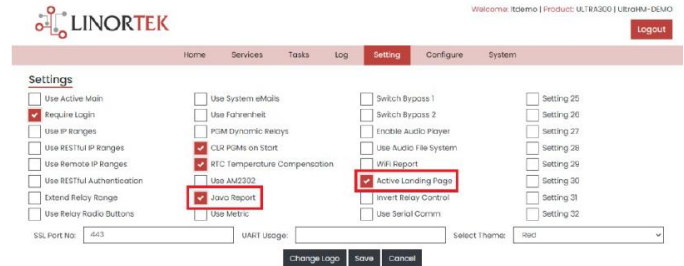 Welcome: itdemo | Product: ULTRA300 | UltraHM-DEMO
LINORTEK
Logout
Home Services Tasks Log Setting Configure System
Settings
Use Active Main Use System eMails Switch Bypass 1 Setting 25
Require Login Use Fahrenheit Switch Bypass 2 Setting 26
Use IP Ranges PGM Dynamic Relays Enable Audio Player Setting 27
Use RESTful IP Ranges CLR PGMs on Start Use Audio File System Setting 28
Use Remote IP Ranges RTC Temperature Compensation WiFi Report Setting 29
Use RESTful Authentication Use AM2302 Active Landing Page Setting 30
Extend Relay Range Java Report Invert Relay Control Setting 31
Use Relay Radio Buttons Use Metric Use Serial Comm Setting 32
SSL Port No: 443 UART Usage: Select Theme: Red
Change Logo Save Cancel